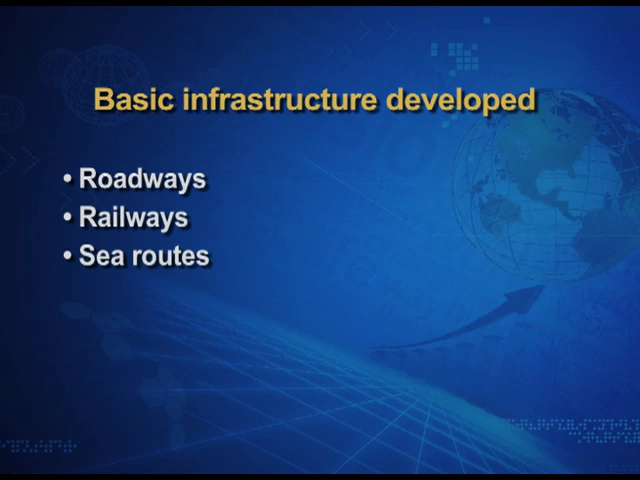 Basic infrastructure developed
• Roadways
• Railways
• Sea routes